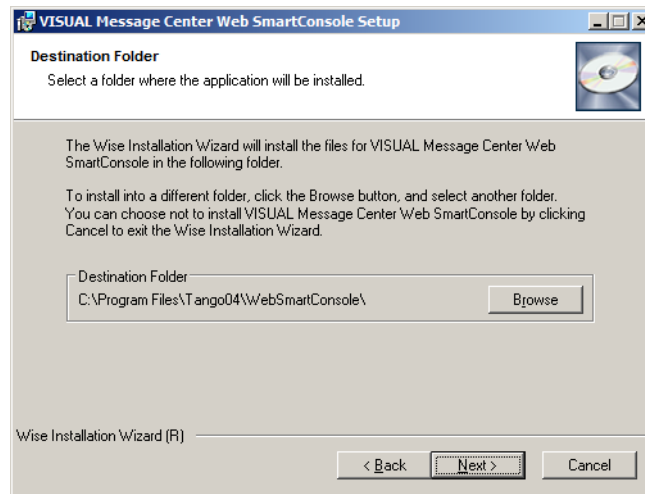 VISUAL Message Center Web SmartConsole Setup
Destination Folder
Select a folder where the application will be installed.
The Wise Installation Wizard will install the files for VISUAL Message Center Web
SmartConsole in the following folder.
To install into a different folder, click the Browse button, and select another folder.
You can choose not to install VISUAL Message Center Web SmartConsole by clicking
Cancel to exit the Wise Installation Wizard.
Destination Folder
C:\Program Files\Tango04\WebSmartConsole\
Browse
Wise Installation Wizard (R)
< Back
Next >
Cancel